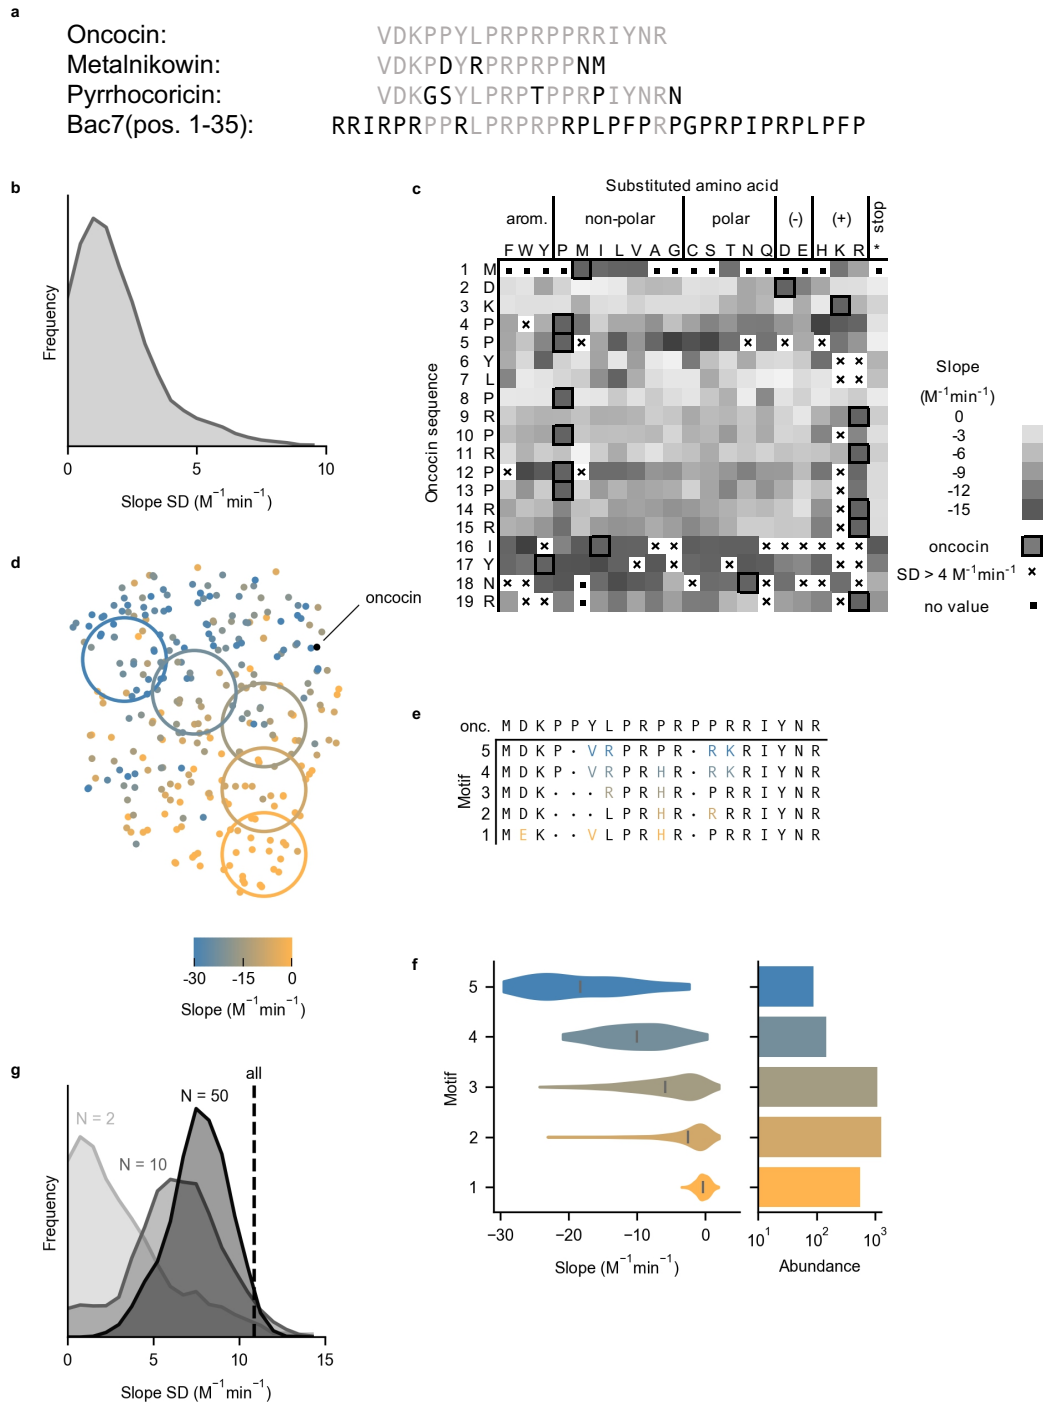 a
Oncocin: VDKPPYLPRPRPPRRIYNR
Metalnikowin: VDKPDYRPRPRPPNM
Pyrrhocoricin: VDKGSYLPRPTPPRPIYNRN
Bac7(pos. 1-35): RRIRPRPPRLPRPRPRPLPFPRPGPRPIPRPLPFP
b
Frequency
0 5 10
Slope SD (M⁻¹min⁻¹)
c
Substituted amino acid
arom. non-polar polar (-) (+) stop
F W Y P M I L V A G C S T N Q D E H K R *
Oncocin sequence
1 M
2 D
3 K
4 P
5 P
6 Y
7 L
8 P
9 R
10 P
11 R
12 P
13 P
14 R
15 R
16 I
17 Y
18 N
19 R
Slope
(M⁻¹min⁻¹)
0
-3
-6
-9
-12
-15
oncocin
SD > 4 M⁻¹min⁻¹ ×
no value ▪
d
oncocin
-30 -15 0
Slope (M⁻¹min⁻¹)
e
onc. M D K P P Y L P R P R P P R R I Y N R
Motif
5 M D K P · V R P R P R · R K R I Y N R
4 M D K P · V R P R H R · R K R I Y N R
3 M D K · · · R P R H R · P R R I Y N R
2 M D K · · · L P R H R · R R R I Y N R
1 M E K · · V L P R H R · P R R I Y N R
f
Motif
5
4
3
2
1
−30 −20 −10 0
Slope (M⁻¹min⁻¹)
10¹ 10² 10³
Abundance
g
all
N = 50
N = 2
N = 10
Frequency
0 5 10 15
Slope SD (M⁻¹min⁻¹)